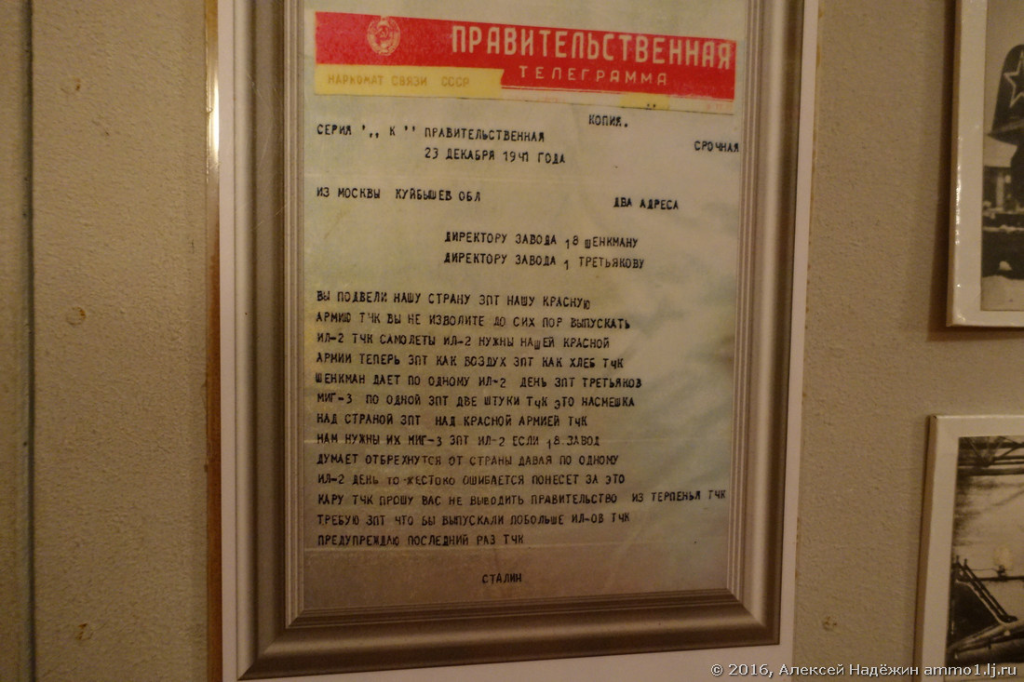 ПРАВИТЕЛЬСТВЕННАЯ
ТЕЛЕГРАММА
НАРКОМАТ СВЯЗИ СССР
КОПИЯ.
СЕРИЯ ',, К '' ПРАВИТЕЛЬСТВЕННАЯ
СРОЧНАЯ
23 ДЕКАБРЯ 1941 ГОДА
ИЗ МОСКВЫ КУЙБЫШЕВ ОБЛ
ДВА АДРЕСА
ДИРЕКТОРУ ЗАВОДА 18 ШЕНКМАНУ
ДИРЕКТОРУ ЗАВОДА 1 ТРЕТЬЯКОВУ
ВЫ ПОДВЕЛИ НАШУ СТРАНУ ЗПТ НАШУ КРАСНУЮ
АРМИЮ ТЧК ВЫ НЕ ИЗВОЛИТЕ ДО СИХ ПОР ВЫПУСКАТЬ
ИЛ-2 ТЧК САМОЛЕТЫ ИЛ-2 НУЖНЫ НАШЕЙ КРАСНОЙ
АРМИИ ТЕПЕРЬ ЗПТ КАК ВОЗДУХ ЗПТ КАК ХЛЕБ ТЧК
ШЕНКМАН ДАЕТ ПО ОДНОМУ ИЛ-2 ДЕНЬ ЗПТ ТРЕТЬЯКОВ
МИГ-3 ПО ОДНОЙ ЗПТ ДВЕ ШТУКИ ТЧК ЭТО НАСМЕШКА
НАД СТРАНОЙ ЗПТ НАД КРАСНОЙ АРМИЕЙ ТЧК
НАМ НУЖНЫ ИХ МИГ-3 ЗПТ ИЛ-2 ЕСЛИ 18 ЗАВОД
ДУМАЕТ ОТБРЕХНУТСЯ ОТ СТРАНЫ ДАВАЯ ПО ОДНОМУ
ИЛ-2 ДЕНЬ ТО ЖЕСТОКО ОШИБАЕТСЯ ПОНЕСЕТ ЗА ЭТО
КАРУ ТЧК ПРОШУ ВАС НЕ ВЫВОДИТЬ ПРАВИТЕЛЬСТВО ИЗ ТЕРПЕНЬЯ ТЧК
ТРЕБУЮ ЗПТ ЧТО БЫ ВЫПУСКАЛИ ПОБОЛЬШЕ ИЛ-ОВ ТЧК
ПРЕДУПРЕЖДАЮ ПОСЛЕДНИЙ РАЗ ТЧК
СТАЛИН
© 2016, Алексей Надёжин ammo1.lj.ru